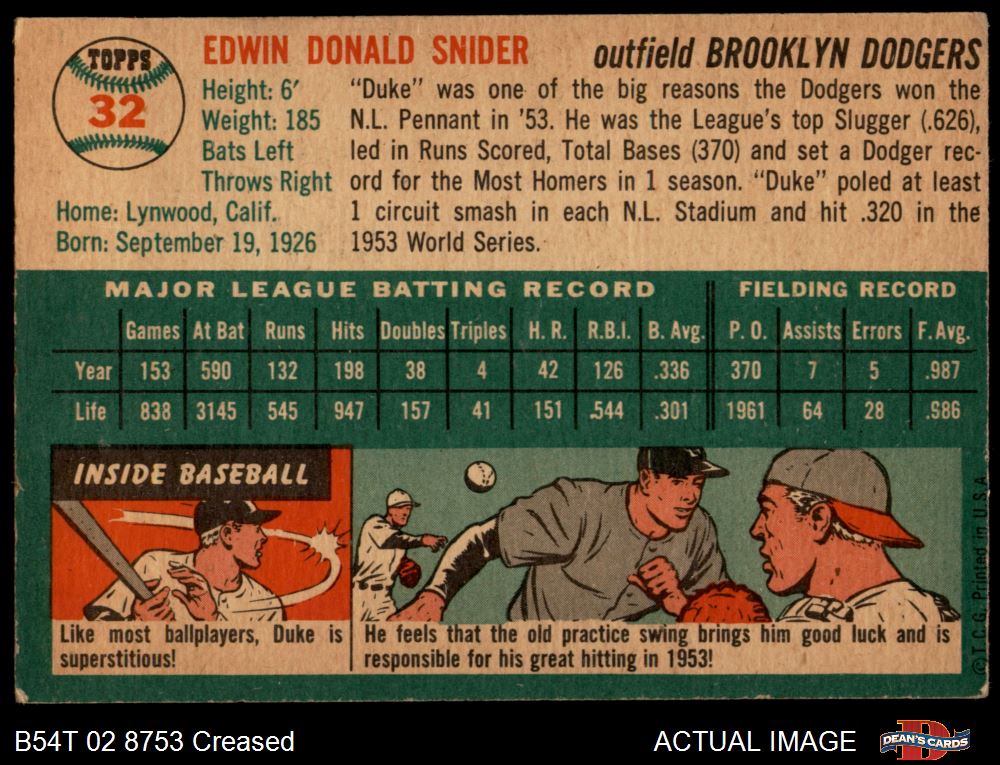 TOPPS
32
EDWIN DONALD SNIDER
outfield BROOKLYN DODGERS
Height: 6'
Weight: 185
Bats Left
Throws Right
Home: Lynwood, Calif.
Born: September 19, 1926
"Duke" was one of the big reasons the Dodgers won the
N.L. Pennant in '53. He was the League's top Slugger (.626),
led in Runs Scored, Total Bases (370) and set a Dodger rec-
ord for the Most Homers in 1 season. "Duke" poled at least
1 circuit smash in each N.L. Stadium and hit .320 in the
1953 World Series.
MAJOR LEAGUE BATTING RECORD FIELDING RECORD
Games At Bat Runs Hits Doubles Triples H. R. R.B.I. B. Avg. P. O. Assists Errors F. Avg.
Year 153 590 132 198 38 4 42 126 .336 370 7 5 .987
Life 838 3145 545 947 157 41 151 .544 .301 1961 64 28 .986
INSIDE BASEBALL
Like most ballplayers, Duke is
superstitious!
He feels that the old practice swing brings him good luck and is
responsible for his great hitting in 1953!
© T.C.G. Printed in U.S.A
B54T 02 8753 Creased
ACTUAL IMAGE
D
DEAN'S CARDS